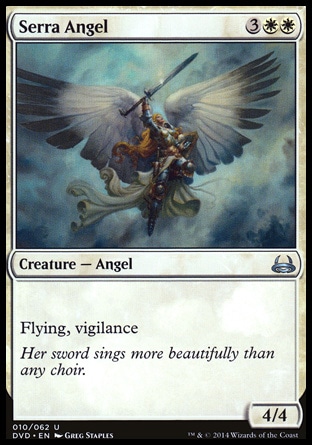 Serra Angel 3
Creature — Angel
Flying, vigilance
Her sword sings more beautifully than
any choir.
4/4
010/062 U
DVD • EN Greg Staples
™ & © 2014 Wizards of the Coast